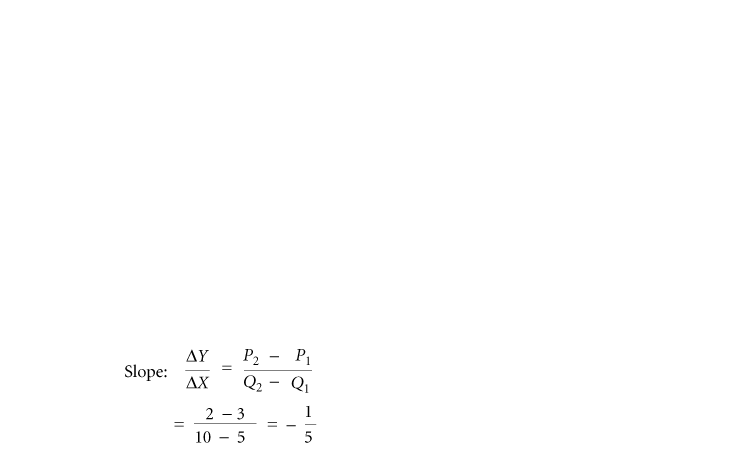 Slope: ΔY/ΔX = P₂ − P₁/Q₂ − Q₁
= 2 − 3/10 − 5 = − 1/5